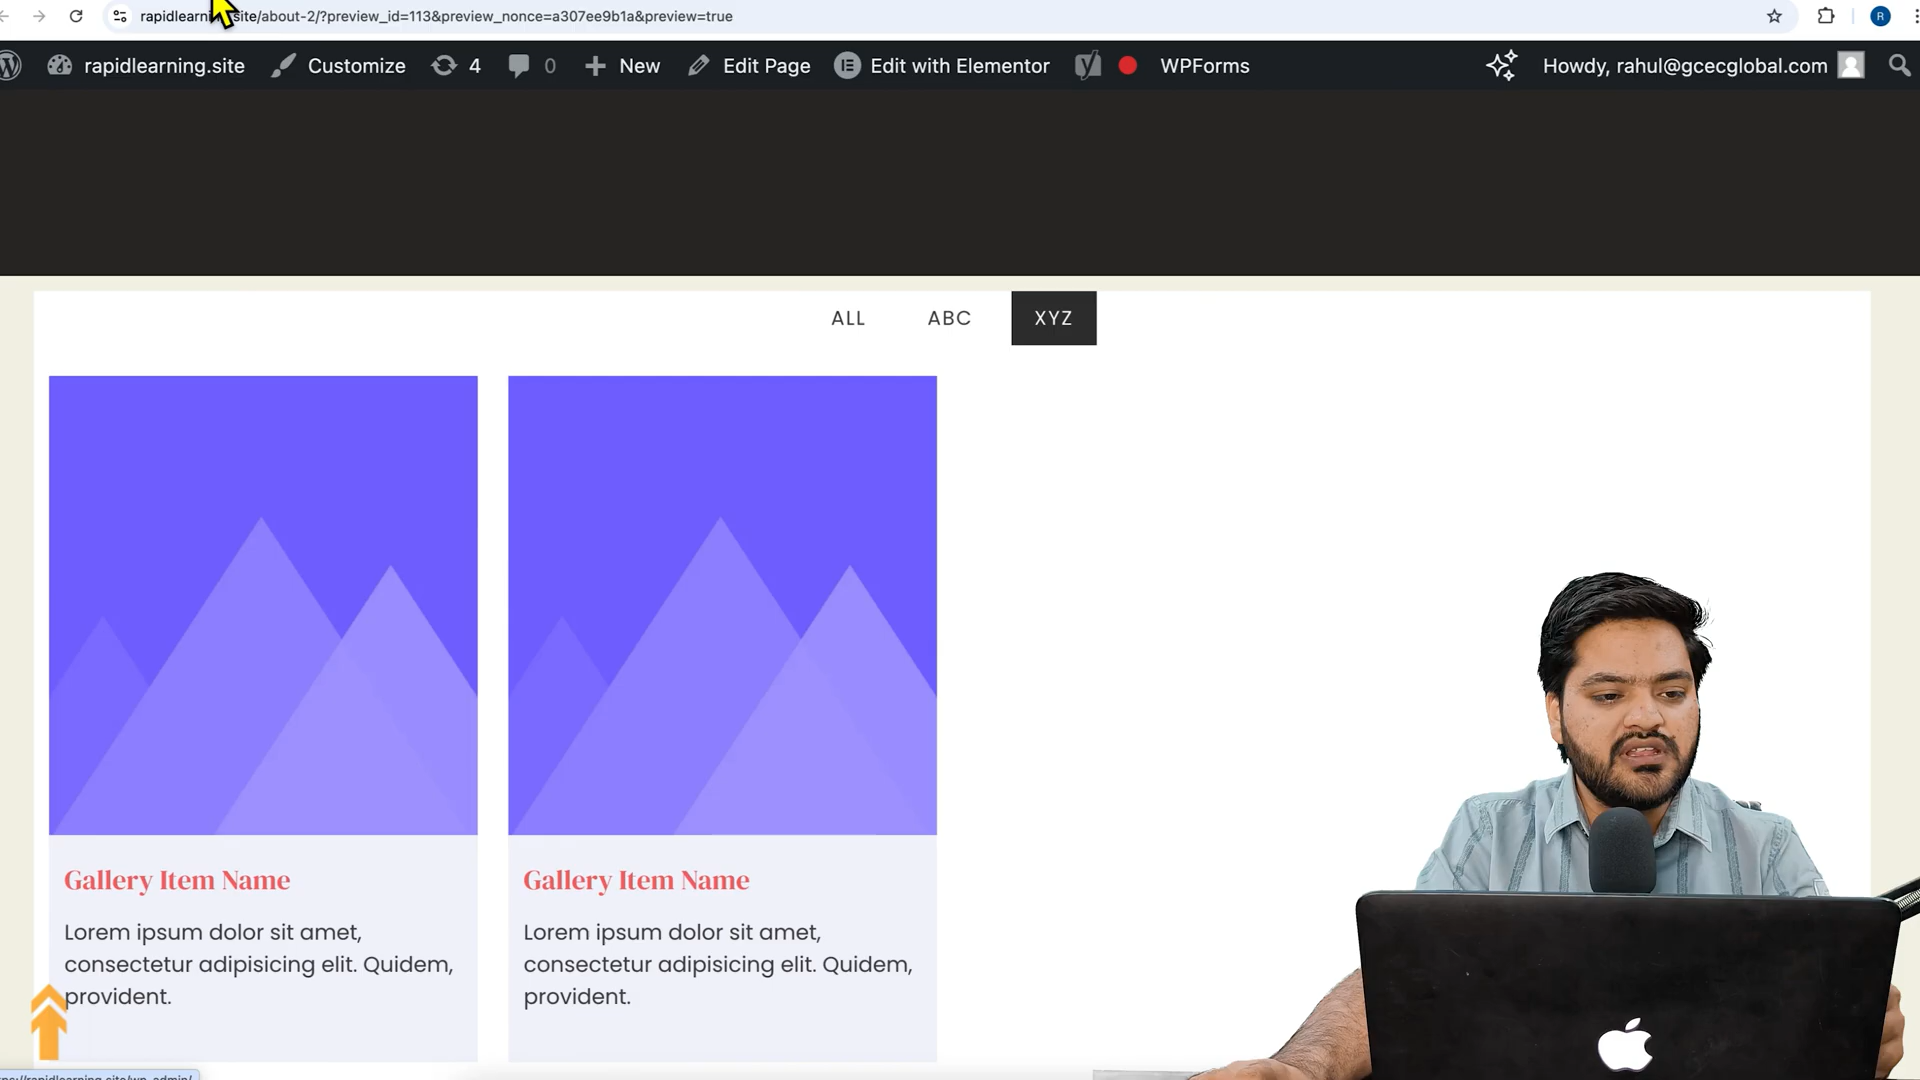 rapidlearni site/about-2/?preview_id=113&preview_nonce=a307ee9b1a&preview=true
R
rapidlearning.site Customize 4 0 New Edit Page Edit with Elementor WPForms Howdy, rahul@gcecglobal.com
ALL ABC XYZ
Gallery Item Name Gallery Item Name
Lorem ipsum dolor sit amet, Lorem ipsum dolor sit amet,
consectetur adipisicing elit. Quidem, consectetur adipisicing elit. Quidem,
provident. provident.